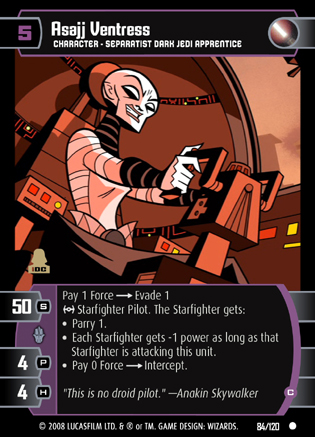 5
Asajj Ventress
CHARACTER - SEPARATIST DARK JEDI APPRENTICE
IDC
50 S
4 P
4 H
Pay 1 Force → Evade 1
Starfighter Pilot. The Starfighter gets:
• Parry 1.
• Each Starfighter gets -1 power as long as that
Starfighter is attacking this unit.
• Pay 0 Force → Intercept.
"This is no droid pilot." —Anakin Skywalker
C
© 2008 LUCASFILM LTD. & ® or TM. GAME DESIGN: WIZARDS. 84/120